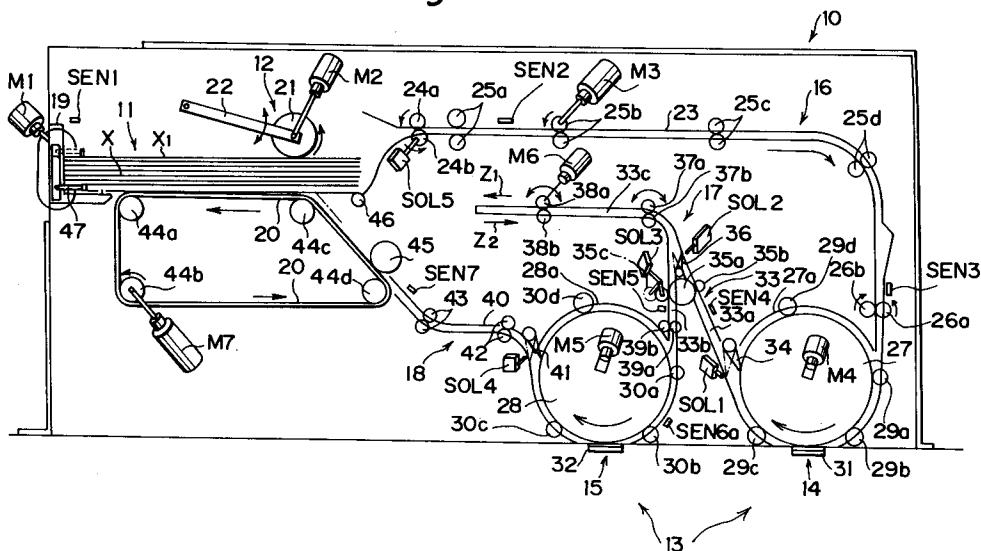 10
M1
SEN1
19
11
X
X1
12
22
21
M2
24a
25a
SEN2
M3
25b
23
25c
16
25d
24b
SOL5
M6
Z1
38a
33c
37a
37b
17
SOL2
Z2
38b
47
46
44a
20
44c
45
SEN7
44b
20
44d
43
M7
18
40
42
SOL4
41
28a
30d
35c
SOL3
SEN5
36
35a
35b
33
SEN4
33a
29d
27a
26b
SEN3
26a
M5
39b
33b
39a
30a
34
M4
27
28
SOL1
29a
30c
SEN6a
32
15
30b
29c
31
14
29b
13